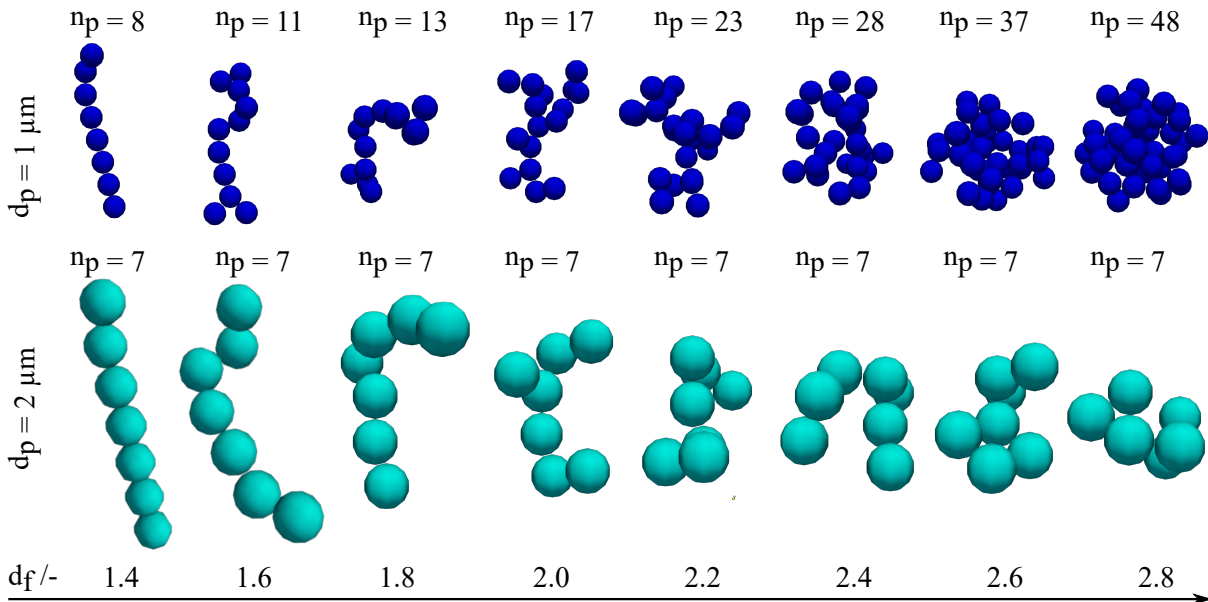 np = 8 np = 11 np = 13 np = 17 np = 23 np = 28 np = 37 np = 48
dp = 1 μm
np = 7 np = 7 np = 7 np = 7 np = 7 np = 7 np = 7 np = 7
dp = 2 μm
df /- 1.4 1.6 1.8 2.0 2.2 2.4 2.6 2.8